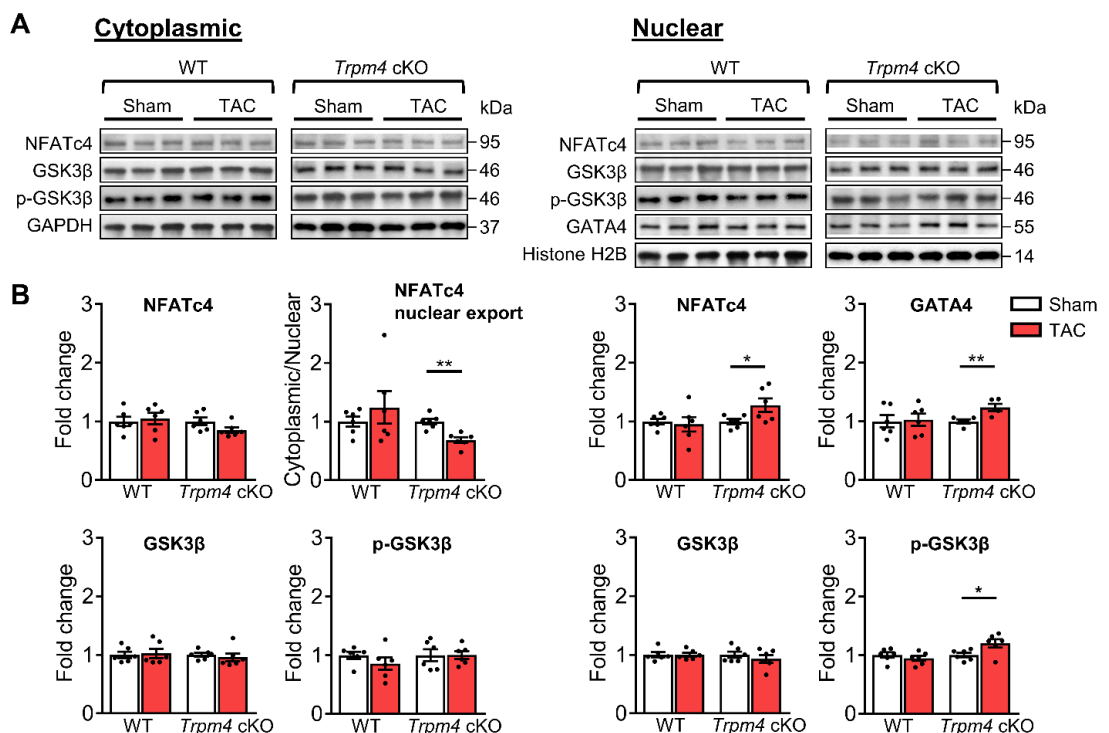 A
Cytoplasmic
WT
Trpm4 cKO
Sham
TAC
Sham
TAC
kDa
NFATc4
95
GSK3β
46
p-GSK3β
46
GAPDH
37
Nuclear
WT
Trpm4 cKO
Sham
TAC
Sham
TAC
kDa
NFATc4
95
GSK3β
46
p-GSK3β
46
GATA4
55
Histone H2B
14
B
NFATc4
Fold change
3
2
1
0
WT
Trpm4 cKO
NFATc4
nuclear export
Cytoplasmic/Nuclear
3
2
1
0
**
WT
Trpm4 cKO
NFATc4
Fold change
3
2
1
0
*
WT
Trpm4 cKO
GATA4
Fold change
3
2
1
0
**
WT
Trpm4 cKO
Sham
TAC
GSK3β
Fold change
3
2
1
0
WT
Trpm4 cKO
p-GSK3β
Fold change
3
2
1
0
WT
Trpm4 cKO
GSK3β
Fold change
3
2
1
0
WT
Trpm4 cKO
p-GSK3β
Fold change
3
2
1
0
*
WT
Trpm4 cKO